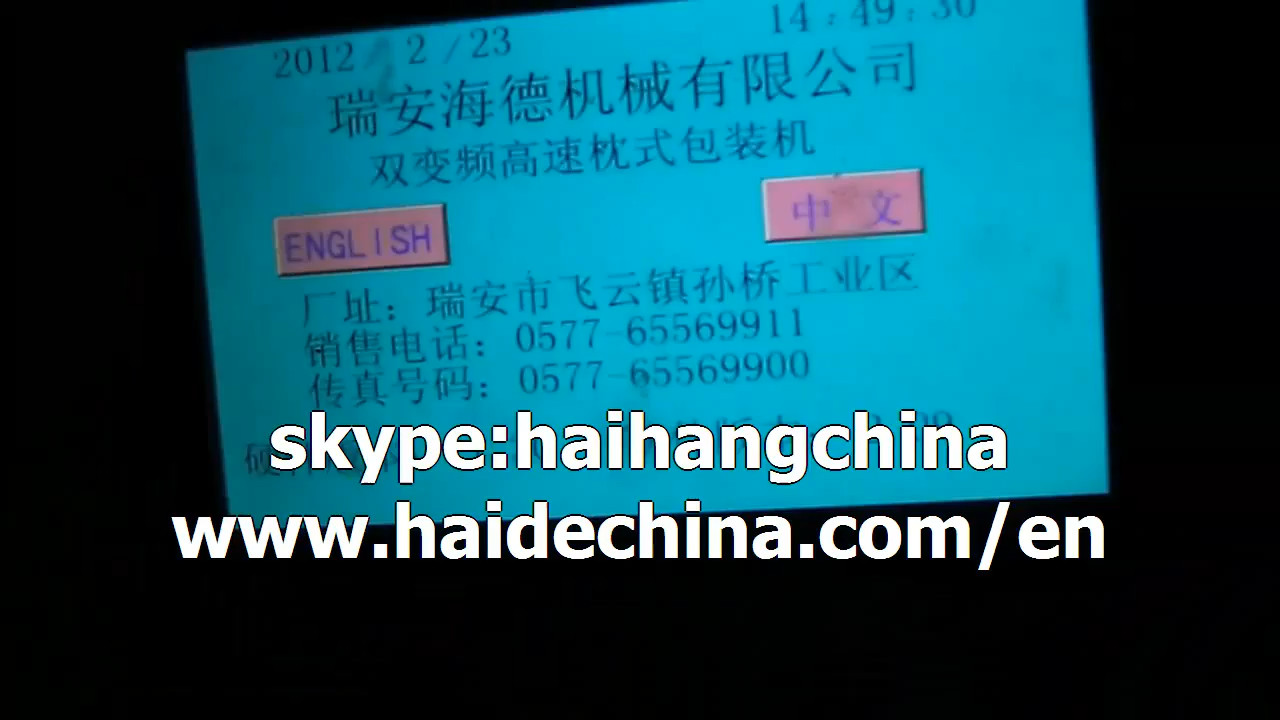 2012 / 2 /23 14:49:30
瑞安海德机械有限公司
双变频高速枕式包装机
ENGLISH 中 文
厂址：瑞安市飞云镇孙桥工业区
销售电话：0577-65569911
传真号码：0577-65569900
skype:haihangchina
www.haidechina.com/en